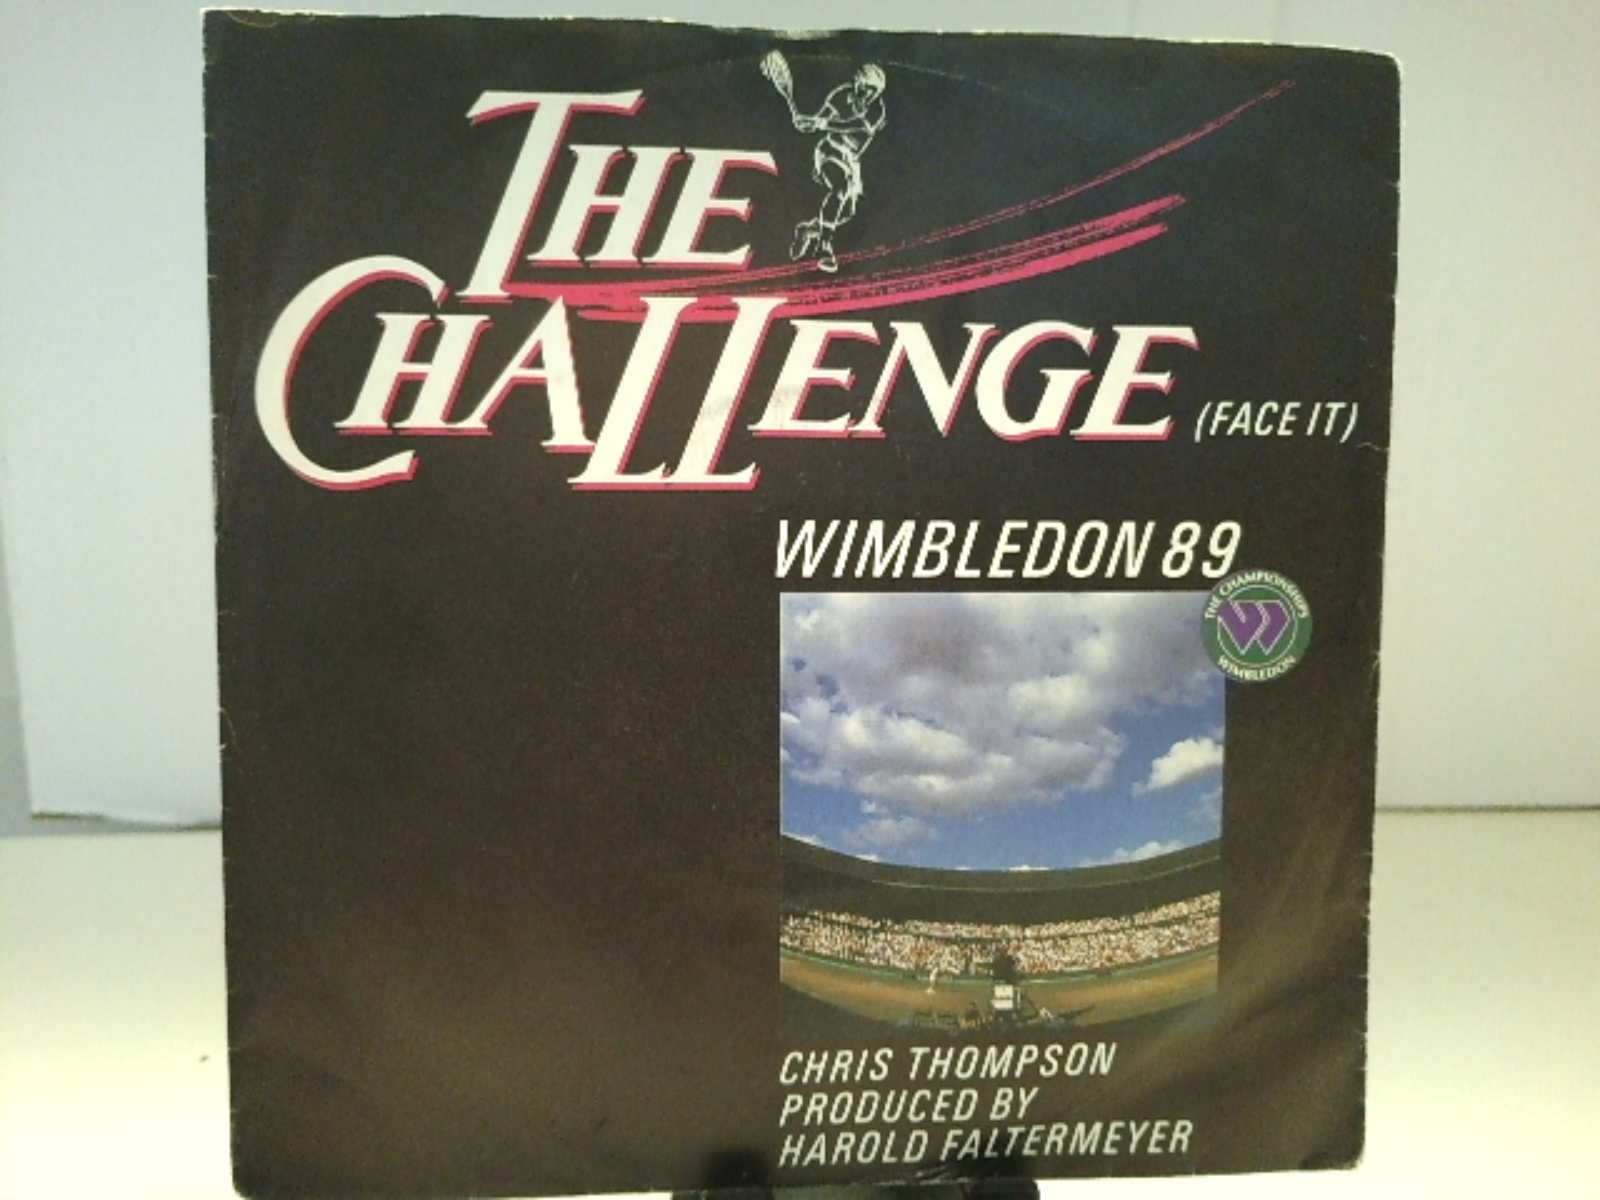 THE
CHALLENGE (FACE IT)
WIMBLEDON 89
THE CHAMPIONSHIPS
WIMBLEDON
CHRIS THOMPSON
PRODUCED BY
HAROLD FALTERMEYER